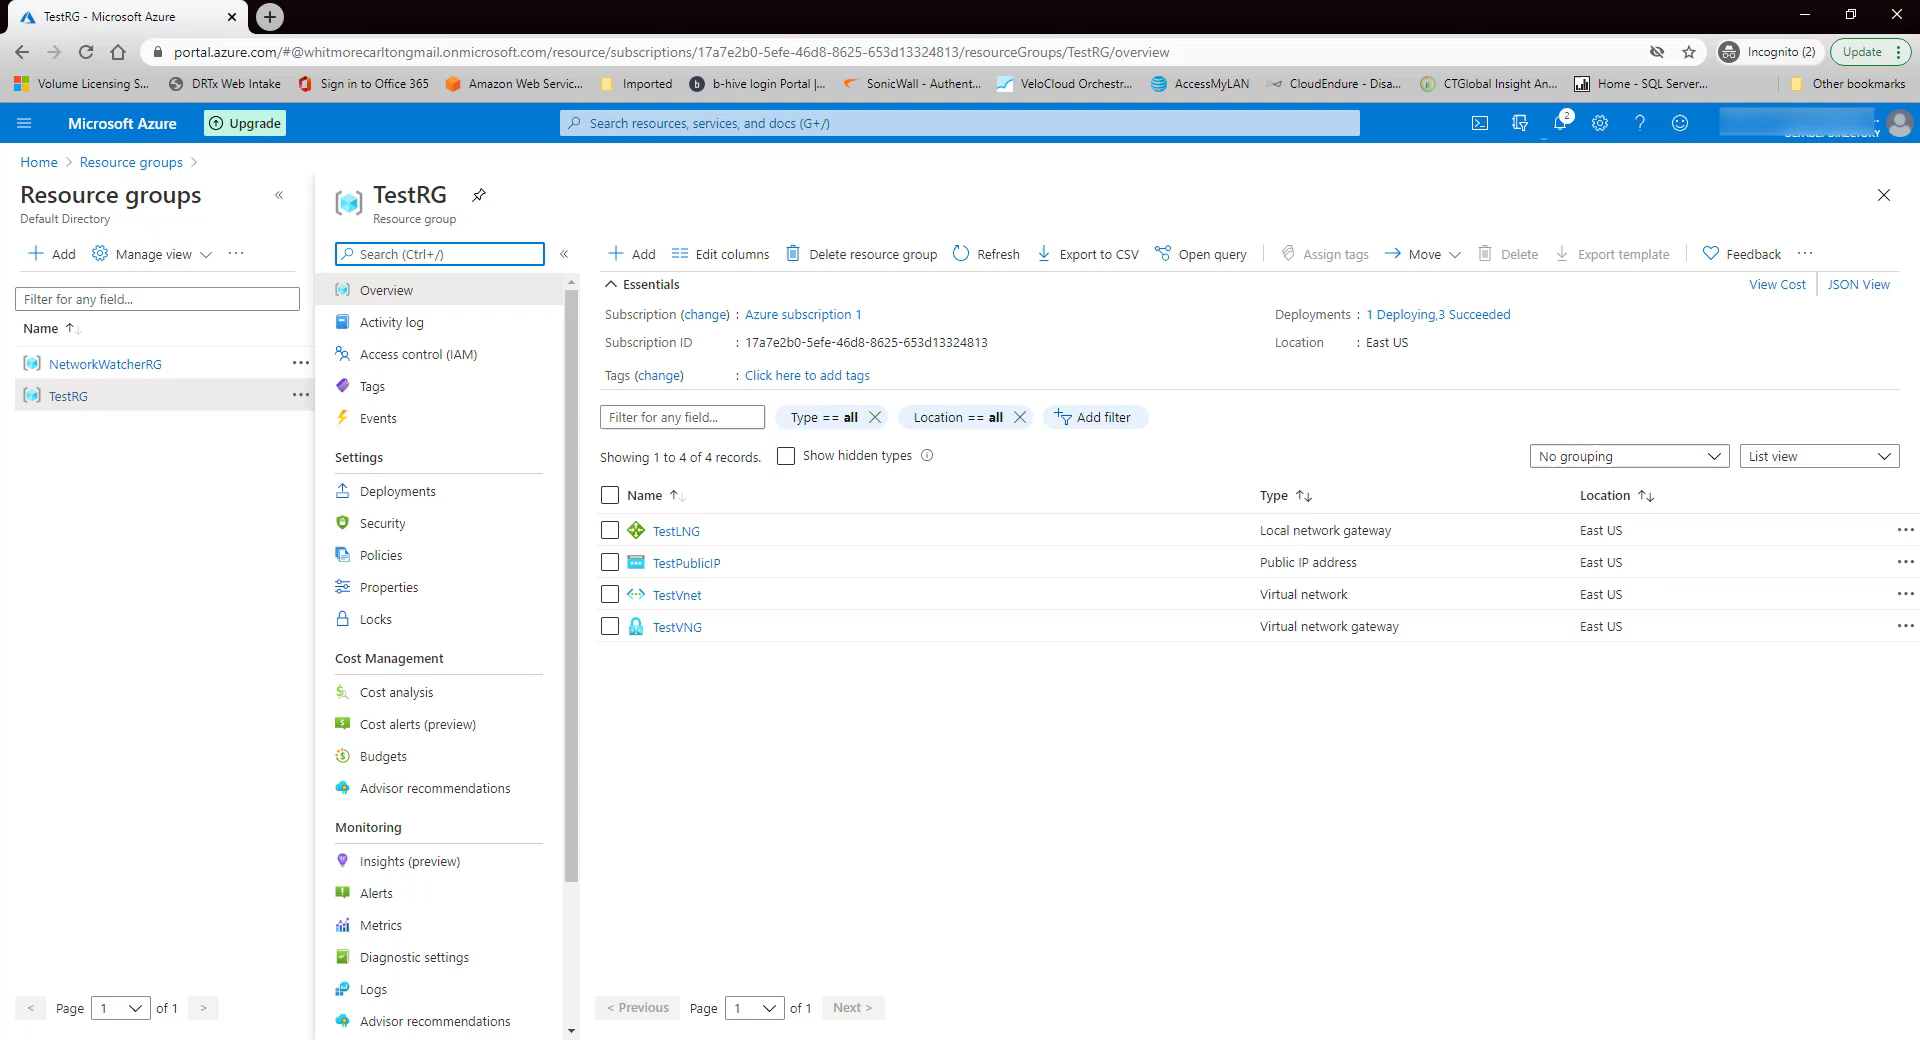 TestRG - Microsoft Azure
portal.azure.com/#@whitmorecarltongmail.onmicrosoft.com/resource/subscriptions/17a7e2b0-5efe-46d8-8625-653d13324813/resourceGroups/TestRG/overview
Incognito (2)
Update
Volume Licensing S...
DRTx Web Intake
Sign in to Office 365
Amazon Web Servic...
Imported
b-hive login Portal |...
SonicWall - Authent...
VeloCloud Orchestr...
AccessMyLAN
CloudEndure - Disa...
CTGlobal Insight An...
Home - SQL Server...
Other bookmarks
Microsoft Azure
Upgrade
Search resources, services, and docs (G+/)
2
DEFAULT DIRECTORY
Home > Resource groups >
Resource groups
Default Directory
Add
Manage view
Filter for any field...
Name
NetworkWatcherRG
TestRG
< Page 1 of 1 >
TestRG
Resource group
Search (Ctrl+/)
Overview
Activity log
Access control (IAM)
Tags
Events
Settings
Deployments
Security
Policies
Properties
Locks
Cost Management
Cost analysis
Cost alerts (preview)
Budgets
Advisor recommendations
Monitoring
Insights (preview)
Alerts
Metrics
Diagnostic settings
Logs
Advisor recommendations
Add
Edit columns
Delete resource group
Refresh
Export to CSV
Open query
Assign tags
Move
Delete
Export template
Feedback
Essentials
View Cost
JSON View
Subscription (change) : Azure subscription 1
Deployments : 1 Deploying,3 Succeeded
Subscription ID : 17a7e2b0-5efe-46d8-8625-653d13324813
Location : East US
Tags (change) : Click here to add tags
Filter for any field...
Type == all
Location == all
Add filter
Showing 1 to 4 of 4 records.
Show hidden types
No grouping
List view
Name Type Location
TestLNG Local network gateway East US
TestPublicIP Public IP address East US
TestVnet Virtual network East US
TestVNG Virtual network gateway East US
< Previous Page 1 of 1 Next >